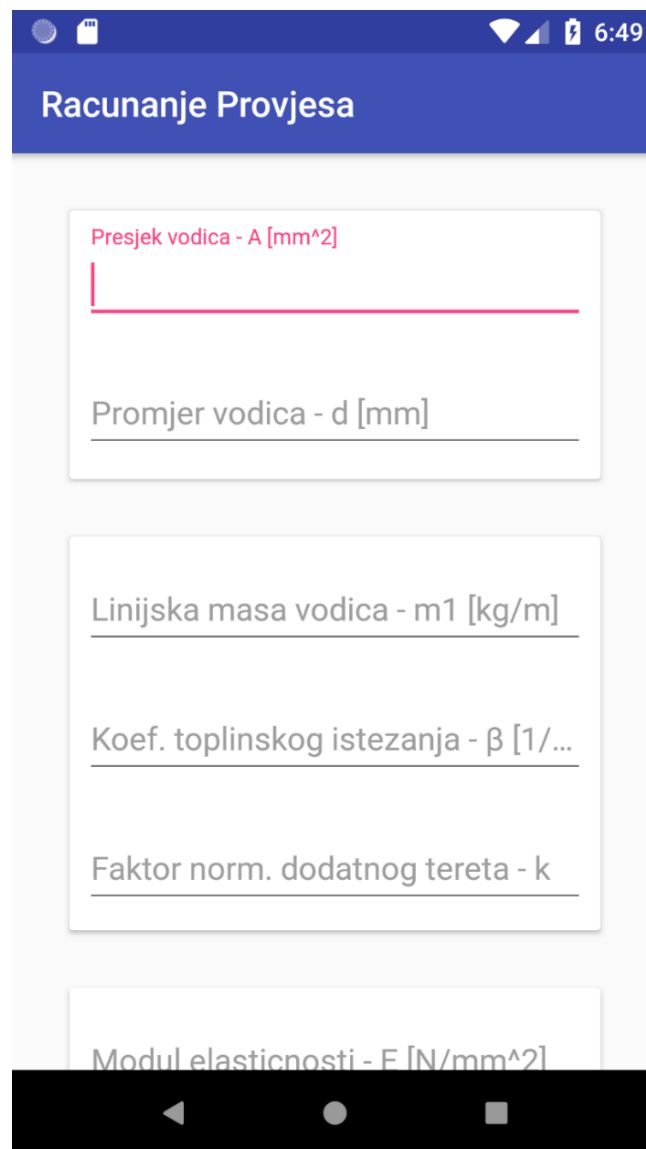 6:49
Racunanje Provjesa
Presjek vodica - A [mm^2]
Promjer vodica - d [mm]
Linijska masa vodica - m1 [kg/m]
Koef. toplinskog istezanja - β [1/...
Faktor norm. dodatnog tereta - k
Modul elasticnosti - E [N/mm^2]